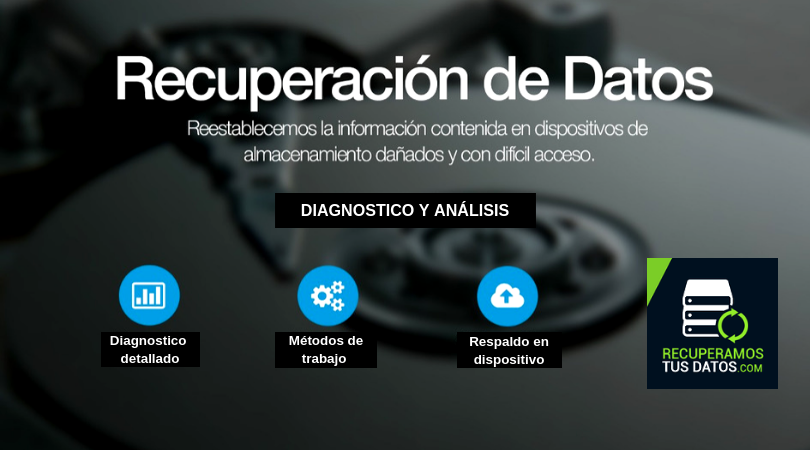 Recuperación de Datos
Reestablecemos la información contenida en dispositivos de
almacenamiento dañados y con difícil acceso.
DIAGNOSTICO Y ANÁLISIS
Diagnostico
detallado
Métodos de
trabajo
Respaldo en
dispositivo
RECUPERAMOS
TUS DATOS.COM